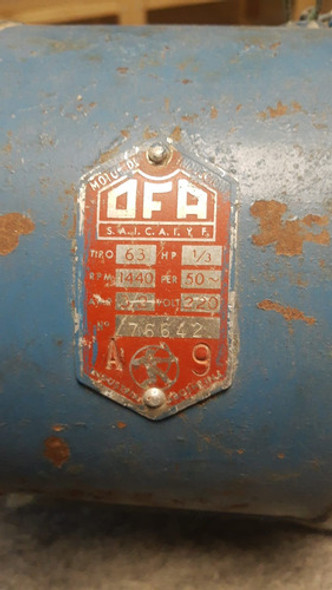 OFA
S.A.I.C.A.I.Y.F.
TIPO 63 HP 1/3
R.P.M. 1440 PER 50~
VOLT 220
No 76642
A 9